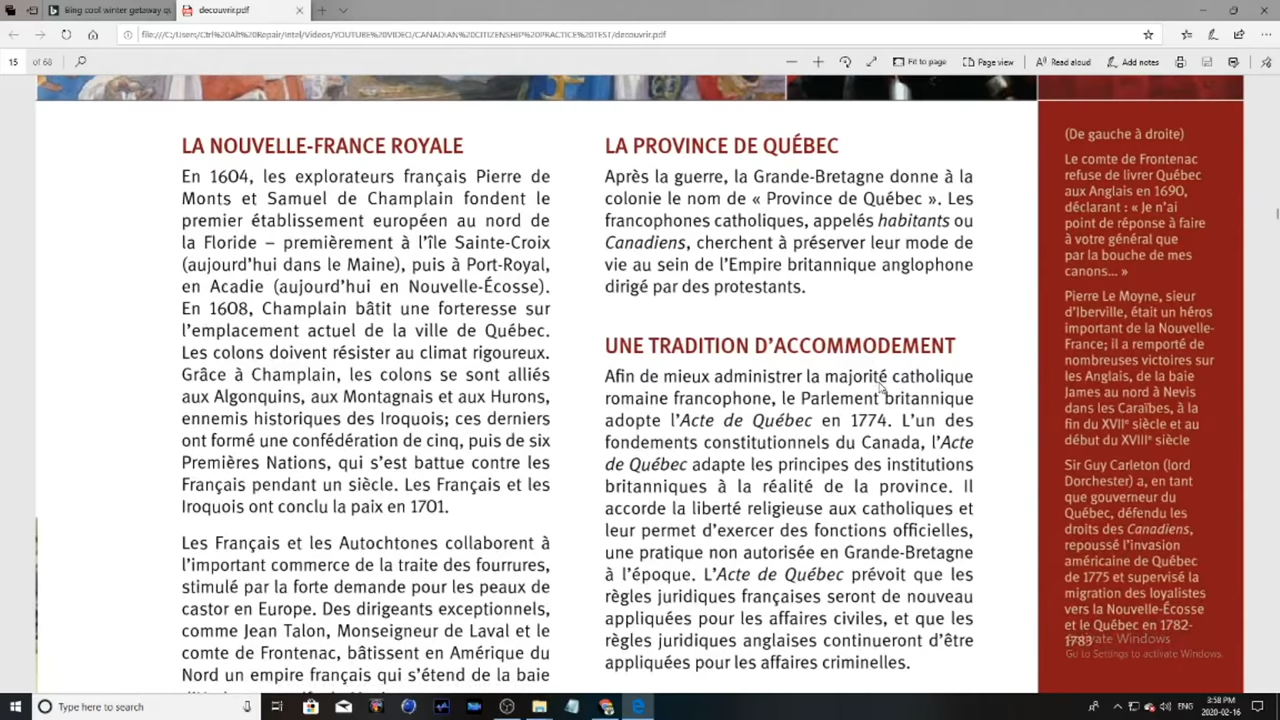 Bing cool winter getaway qu
decouvrir.pdf
file:///C:/Users/Ctrl%20Alt%20Repair/Intel/Videos/YOUTUBE%20VIDEO/CANADIAN%20CITIZENSHIP%20PRACTICE%20TEST/decouvrir.pdf
15 of 68 Fit to page Page view Read aloud Add notes
LA NOUVELLE-FRANCE ROYALE
En 1604, les explorateurs français Pierre de
Monts et Samuel de Champlain fondent le
premier établissement européen au nord de
la Floride – premièrement à l'île Sainte-Croix
(aujourd'hui dans le Maine), puis à Port-Royal,
en Acadie (aujourd'hui en Nouvelle-Écosse).
En 1608, Champlain bâtit une forteresse sur
l'emplacement actuel de la ville de Québec.
Les colons doivent résister au climat rigoureux.
Grâce à Champlain, les colons se sont alliés
aux Algonquins, aux Montagnais et aux Hurons,
ennemis historiques des Iroquois; ces derniers
ont formé une confédération de cinq, puis de six
Premières Nations, qui s'est battue contre les
Français pendant un siècle. Les Français et les
Iroquois ont conclu la paix en 1701.
Les Français et les Autochtones collaborent à
l'important commerce de la traite des fourrures,
stimulé par la forte demande pour les peaux de
castor en Europe. Des dirigeants exceptionnels,
comme Jean Talon, Monseigneur de Laval et le
comte de Frontenac, bâtissent en Amérique du
Nord un empire français qui s'étend de la baie
LA PROVINCE DE QUÉBEC
Après la guerre, la Grande-Bretagne donne à la
colonie le nom de « Province de Québec ». Les
francophones catholiques, appelés habitants ou
Canadiens, cherchent à préserver leur mode de
vie au sein de l'Empire britannique anglophone
dirigé par des protestants.
UNE TRADITION D'ACCOMMODEMENT
Afin de mieux administrer la majorité catholique
romaine francophone, le Parlement britannique
adopte l'Acte de Québec en 1774. L'un des
fondements constitutionnels du Canada, l'Acte
de Québec adapte les principes des institutions
britanniques à la réalité de la province. Il
accorde la liberté religieuse aux catholiques et
leur permet d'exercer des fonctions officielles,
une pratique non autorisée en Grande-Bretagne
à l'époque. L'Acte de Québec prévoit que les
règles juridiques françaises seront de nouveau
appliquées pour les affaires civiles, et que les
règles juridiques anglaises continueront d'être
appliquées pour les affaires criminelles.
(De gauche à droite)
Le comte de Frontenac
refuse de livrer Québec
aux Anglais en 1690,
déclarant : « Je n'ai
point de réponse à faire
à votre général que
par la bouche de mes
canons... »
Pierre Le Moyne, sieur
d'Iberville, était un héros
important de la Nouvelle-
France; il a remporté de
nombreuses victoires sur
les Anglais, de la baie
James au nord à Nevis
dans les Caraïbes, à la
fin du XVIIe siècle et au
début du XVIIIe siècle
Sir Guy Carleton (lord
Dorchester) a, en tant
que gouverneur du
Québec, défendu les
droits des Canadiens,
repoussé l'invasion
américaine de Québec
de 1775 et supervisé la
migration des loyalistes
vers la Nouvelle-Écosse
et le Québec en 1782-
1783
Activate Windows
Go to Settings to activate Windows.
Type here to search
3:58 PM
2020-02-16